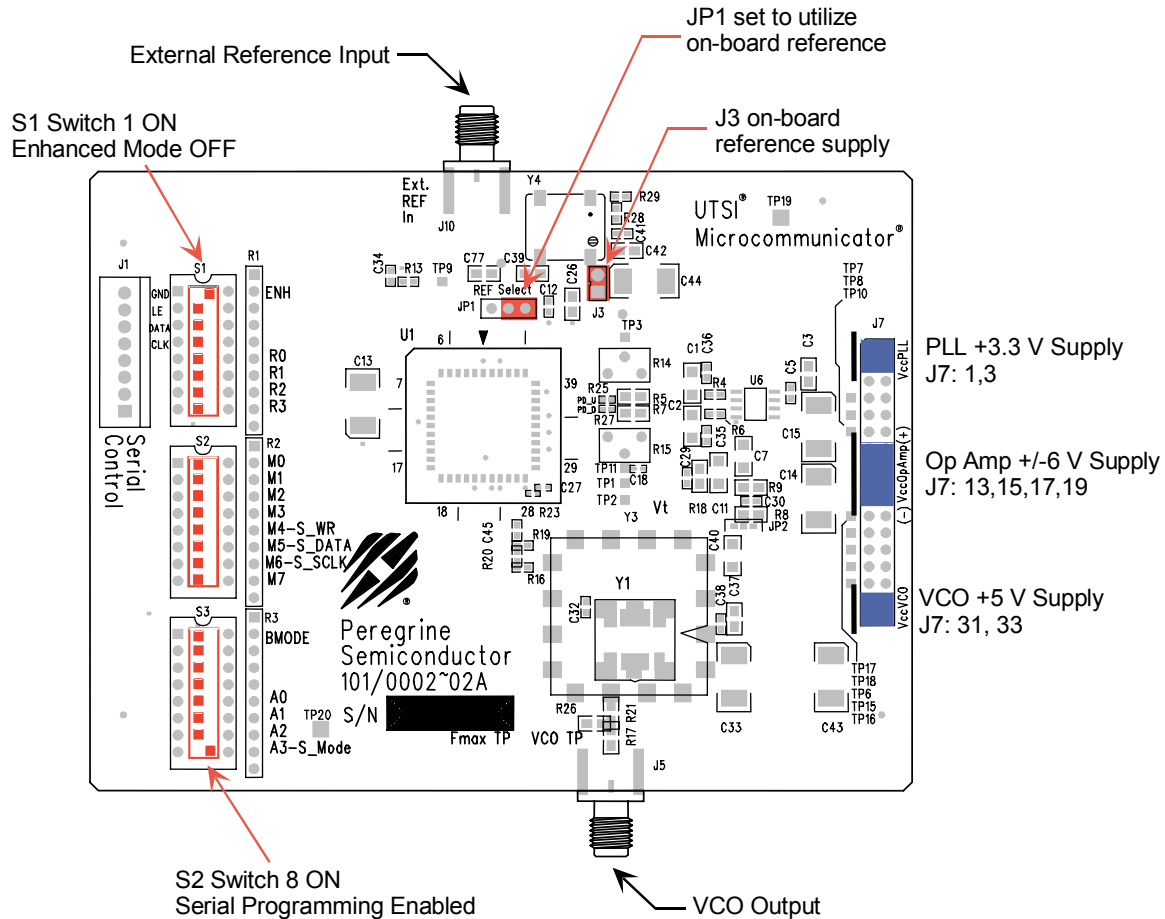 JP1 set to utilize
on-board reference
External Reference Input
J3 on-board
reference supply
S1 Switch 1 ON
Enhanced Mode OFF
Ext.
REF
In
J10
Y4
R29
R28
C41
C42
UTSI®
Microcommunicator®
TP19
J1
S1
R1
GND
LE
DATA
CLK
ENH
R0
R1
R2
R3
Serial
Control
C34
R13
TP9
C77
C39
REF Select
JP1
C12
C26
J3
C44
TP7
TP8
TP10
J7
VccPLL
PLL +3.3 V Supply
J7: 1,3
U1
6
7
39
17
29
18
28
C13
TP3
R14
R25
PD_U
PD_D
R27
R5
R7
C2
C1
C36
R4
U6
C5
C3
R15
TP11
TP1
TP2
C18
C35
R6
C7
C29
R18
C11
R9
C30
R8
JP2
C15
C14
(+)
VccOpAmp
(-)
Op Amp +/-6 V Supply
J7: 13,15,17,19
S2
R2
M0
M1
M2
M3
M4-S_WR
M5-S_DATA
M6-S_SCLK
M7
C27
R23
C45
R19
R20
R16
Y3
Vt
C40
C37
C38
Y1
C32
VccVCO
VCO +5 V Supply
J7: 31, 33
S3
R3
BMODE
A0
A1
A2
A3-S_Mode
TP20
®
Peregrine
Semiconductor
101/0002~02A
S/N
Fmax TP
VCO TP
R26
R21
R17
J5
C33
C43
TP17
TP18
TP6
TP15
TP16
S2 Switch 8 ON
Serial Programming Enabled
VCO Output